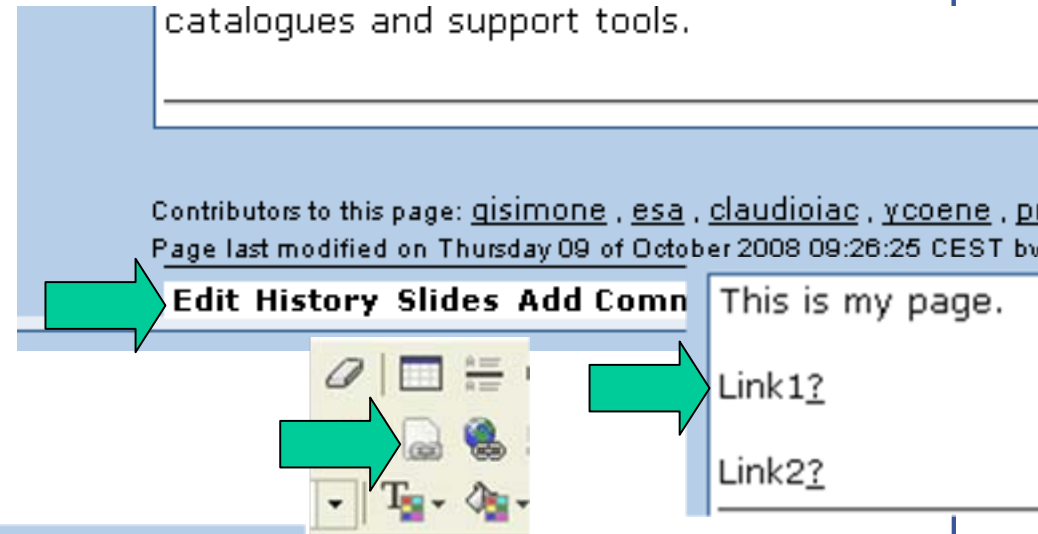 catalogues and support tools.
Contributors to this page: gisimone , esa , claudioiac , ycoene ,
Page last modified on Thursday 09 of October 2008 09:26:25 CEST by
Edit History Slides Add
This is my page.
Link1?
Link2?